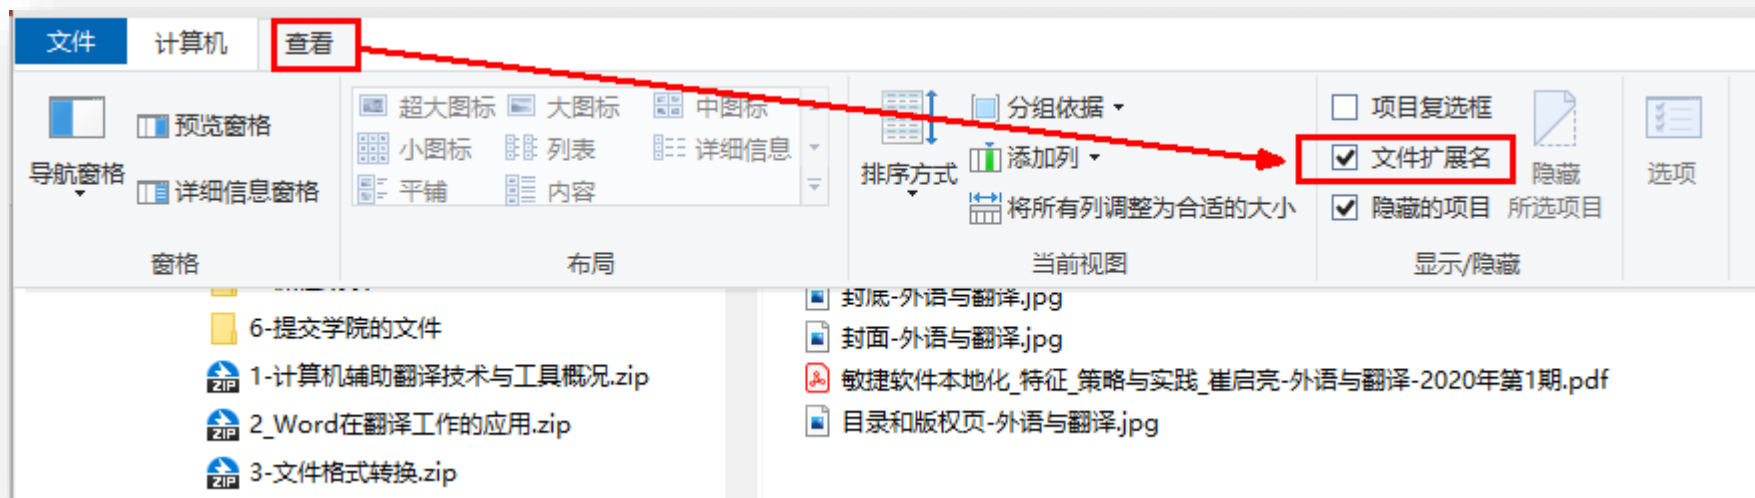 文件 计算机 查看
超大图标 大图标 中图标 分组依据 项目复选框
预览窗格
小图标 列表 详细信息 添加列 文件扩展名
导航窗格 排序方式 隐藏 选项
详细信息窗格 平铺 内容
将所有列调整为合适的大小 隐藏的项目 所选项目
窗格 布局 当前视图 显示/隐藏
封底-外语与翻译.jpg
6-提交学院的文件 封面-外语与翻译.jpg
1-计算机辅助翻译技术与工具概况.zip 敏捷软件本地化_特征_策略与实践_崔启亮-外语与翻译-2020年第1期.pdf
2_Word在翻译工作的应用.zip 目录和版权页-外语与翻译.jpg
3-文件格式转换.zip
ZIP
ZIP
ZIP